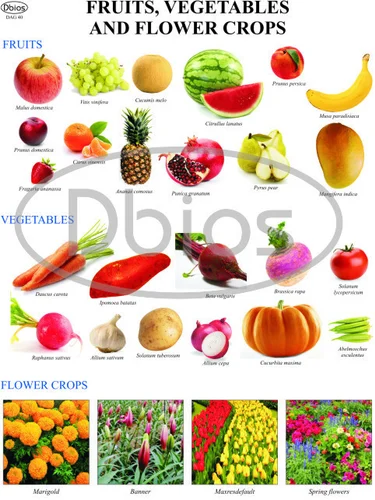 Dbios
DAG 60
FRUITS, VEGETABLES
AND FLOWER CROPS
FRUITS
Malus domestica
Vitis vinifera
Cucumis melo
Citrullus lanatus
Prunus persica
Musa paradisiaca
Prunus domestica
Citrus sinensis
Fragaria ananassa
Ananas comosus
Punica granatum
Pyrus pear
Mangifera indica
Dbios
VEGETABLES
Daucus carota
Ipomoea batatas
Beta vulgaris
Brassica rapa
Solanum
lycopersicum
Raphanus sativus
Allium sativum
Solanum tuberosum
Allium cepa
Cucurbita maxima
Abelmoschus
esculentus
FLOWER CROPS
Marigold
Banner
Maxresdefault
Spring flowers